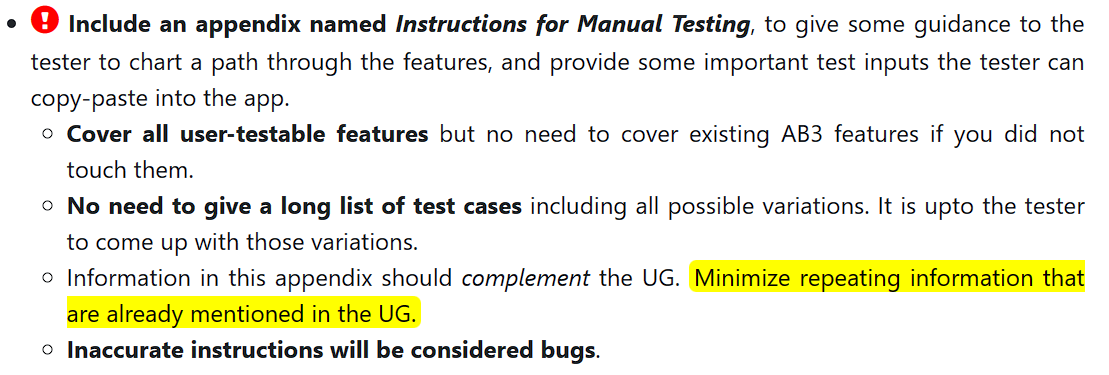 • Include an appendix named Instructions for Manual Testing, to give some guidance to the
tester to chart a path through the features, and provide some important test inputs the tester can
copy-paste into the app.
○ Cover all user-testable features but no need to cover existing AB3 features if you did not
touch them.
○ No need to give a long list of test cases including all possible variations. It is upto the tester
to come up with those variations.
○ Information in this appendix should complement the UG. Minimize repeating information that
are already mentioned in the UG.
○ Inaccurate instructions will be considered bugs.